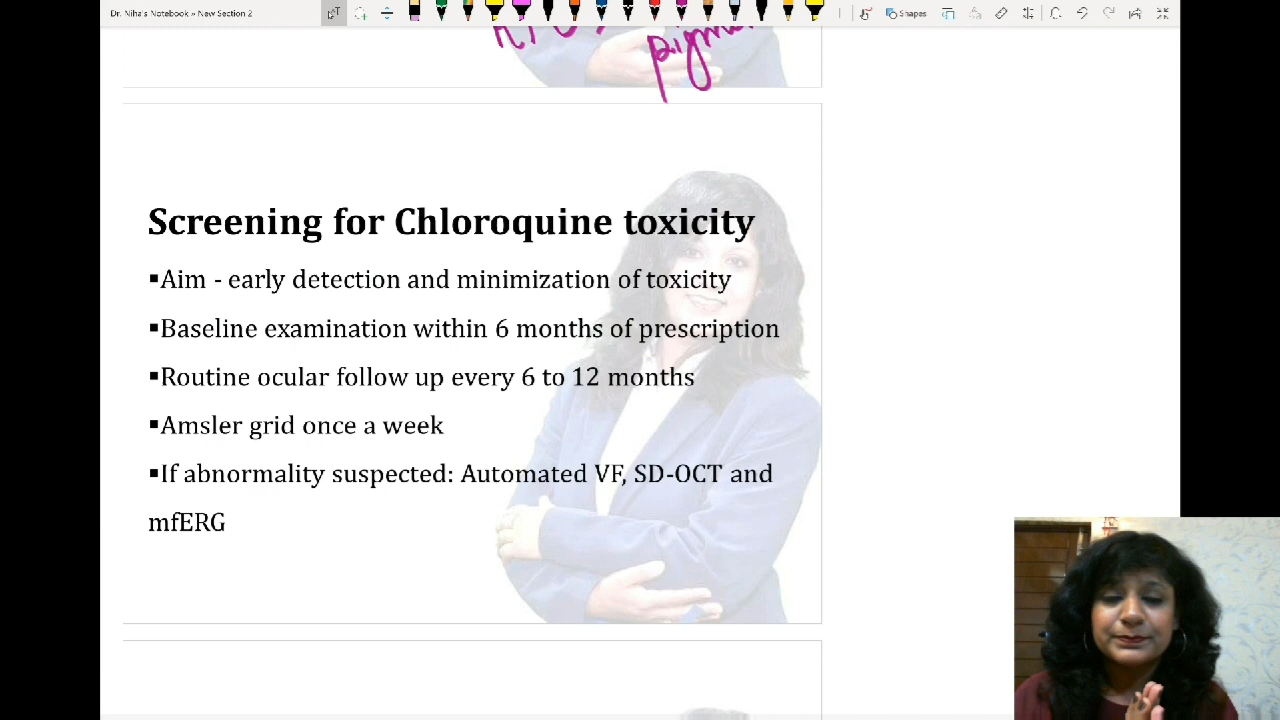 Dr. Niha's Notebook » New Section 2
Shapes
Screening for Chloroquine toxicity
▪Aim - early detection and minimization of toxicity
▪Baseline examination within 6 months of prescription
▪Routine ocular follow up every 6 to 12 months
▪Amsler grid once a week
▪If abnormality suspected: Automated VF, SD-OCT and
mfERG